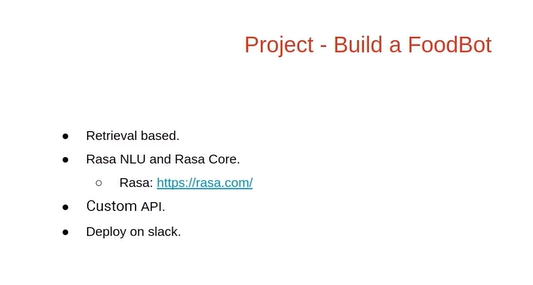 Project - Build a FoodBot
● Retrieval based.
● Rasa NLU and Rasa Core.
○ Rasa: https://rasa.com/
● Custom API.
● Deploy on slack.